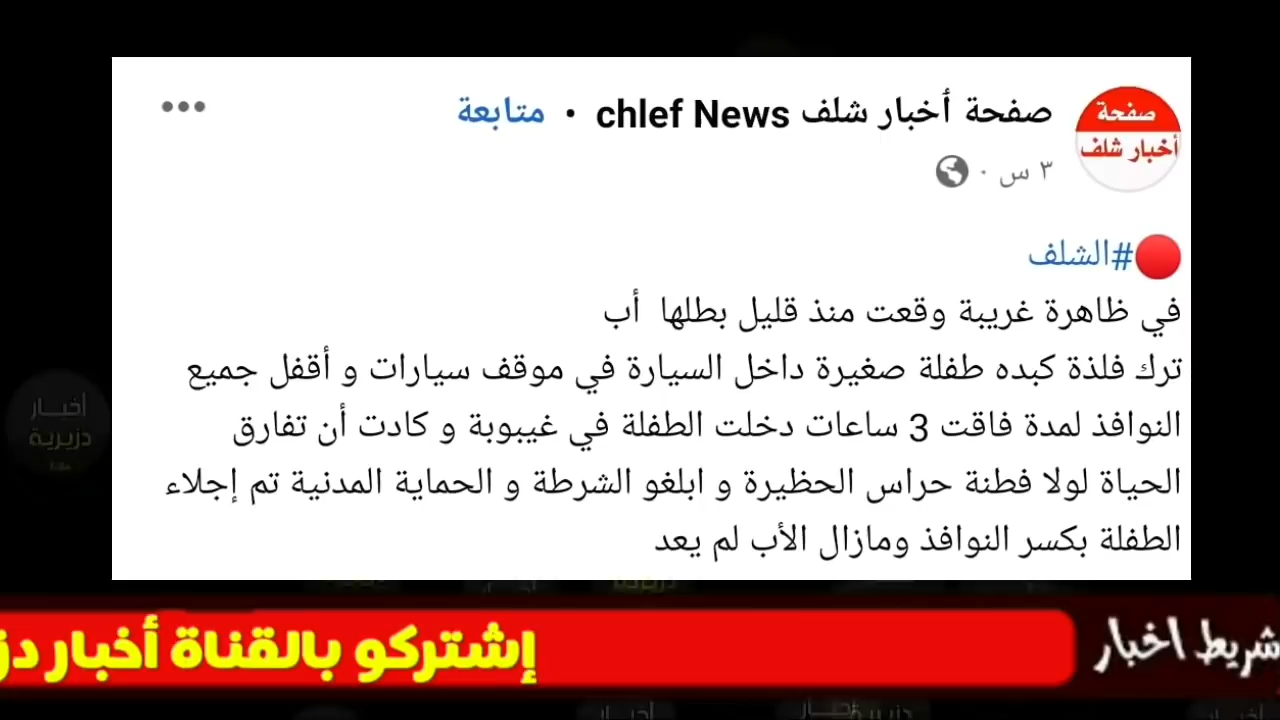 صفحة أخبار شلف chlef News • متابعة
صفحة
أخبار شلف
٣ س ·
#الشلف
في ظاهرة غريبة وقعت منذ قليل بطلها أب
ترك فلذة كبده طفلة صغيرة داخل السيارة في موقف سيارات و أقفل جميع
النوافذ لمدة فاقت 3 ساعات دخلت الطفلة في غيبوبة و كادت أن تفارق
الحياة لولا فطنة حراس الحظيرة و ابلغو الشرطة و الحماية المدنية تم إجلاء
الطفلة بكسر النوافذ ومازال الأب لم يعد
أخبار
دزيرية
شريط اخبار
إشتركو بالقناة أخبار دز